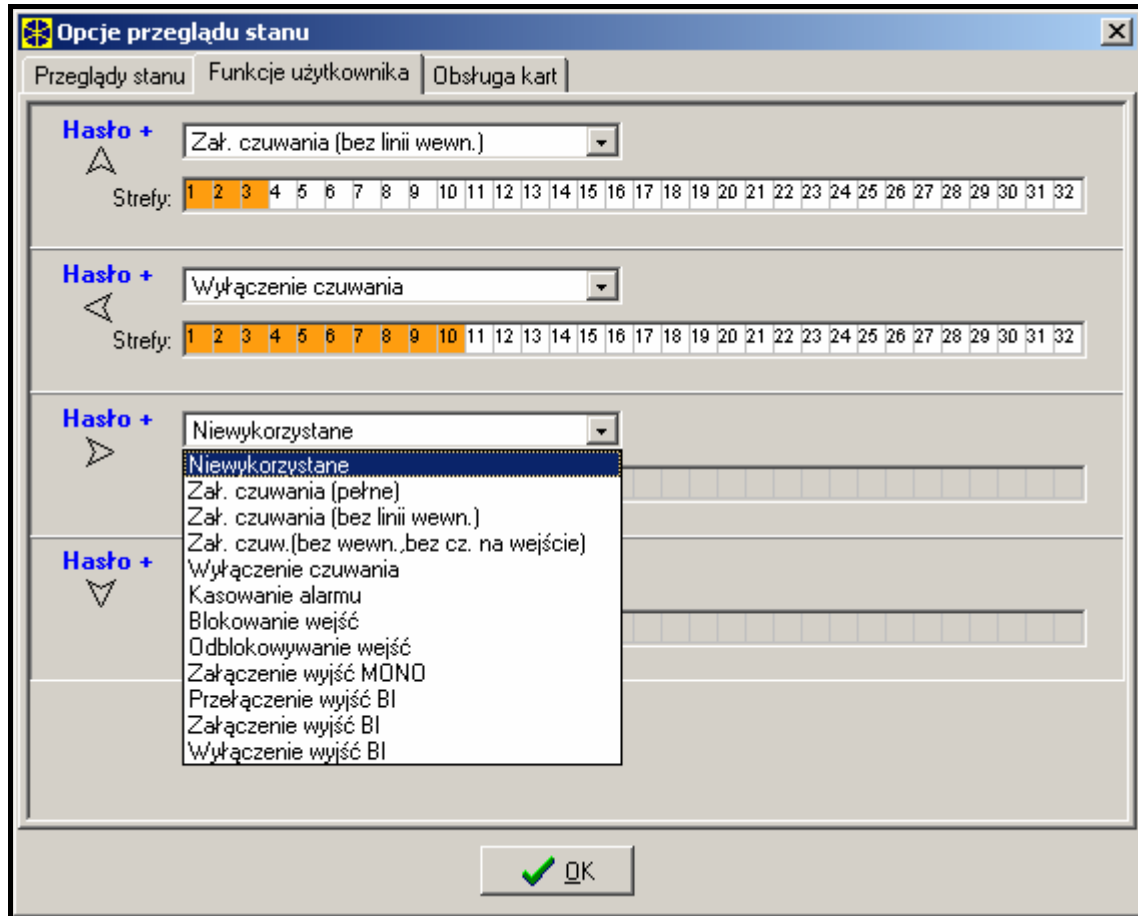 Opcje przeglądu stanu
Przeglądy stanu Funkcje użytkownika Obsługa kart
Hasło + Zał. czuwania (bez linii wewn.)
Strefy: 1 2 3 4 5 6 7 8 9 10 11 12 13 14 15 16 17 18 19 20 21 22 23 24 25 26 27 28 29 30 31 32
Hasło + Wyłączenie czuwania
Strefy: 1 2 3 4 5 6 7 8 9 10 11 12 13 14 15 16 17 18 19 20 21 22 23 24 25 26 27 28 29 30 31 32
Hasło + Niewykorzystane
Niewykorzystane
Zał. czuwania (pełne)
Zał. czuwania (bez linii wewn.)
Zał. czuw.(bez wewn.,bez cz. na wejście)
Hasło +
Wyłączenie czuwania
Kasowanie alarmu
Blokowanie wejść
Odblokowywanie wejść
Załączenie wyjść MONO
Przełączenie wyjść BI
Załączenie wyjść BI
Wyłączenie wyjść BI
OK